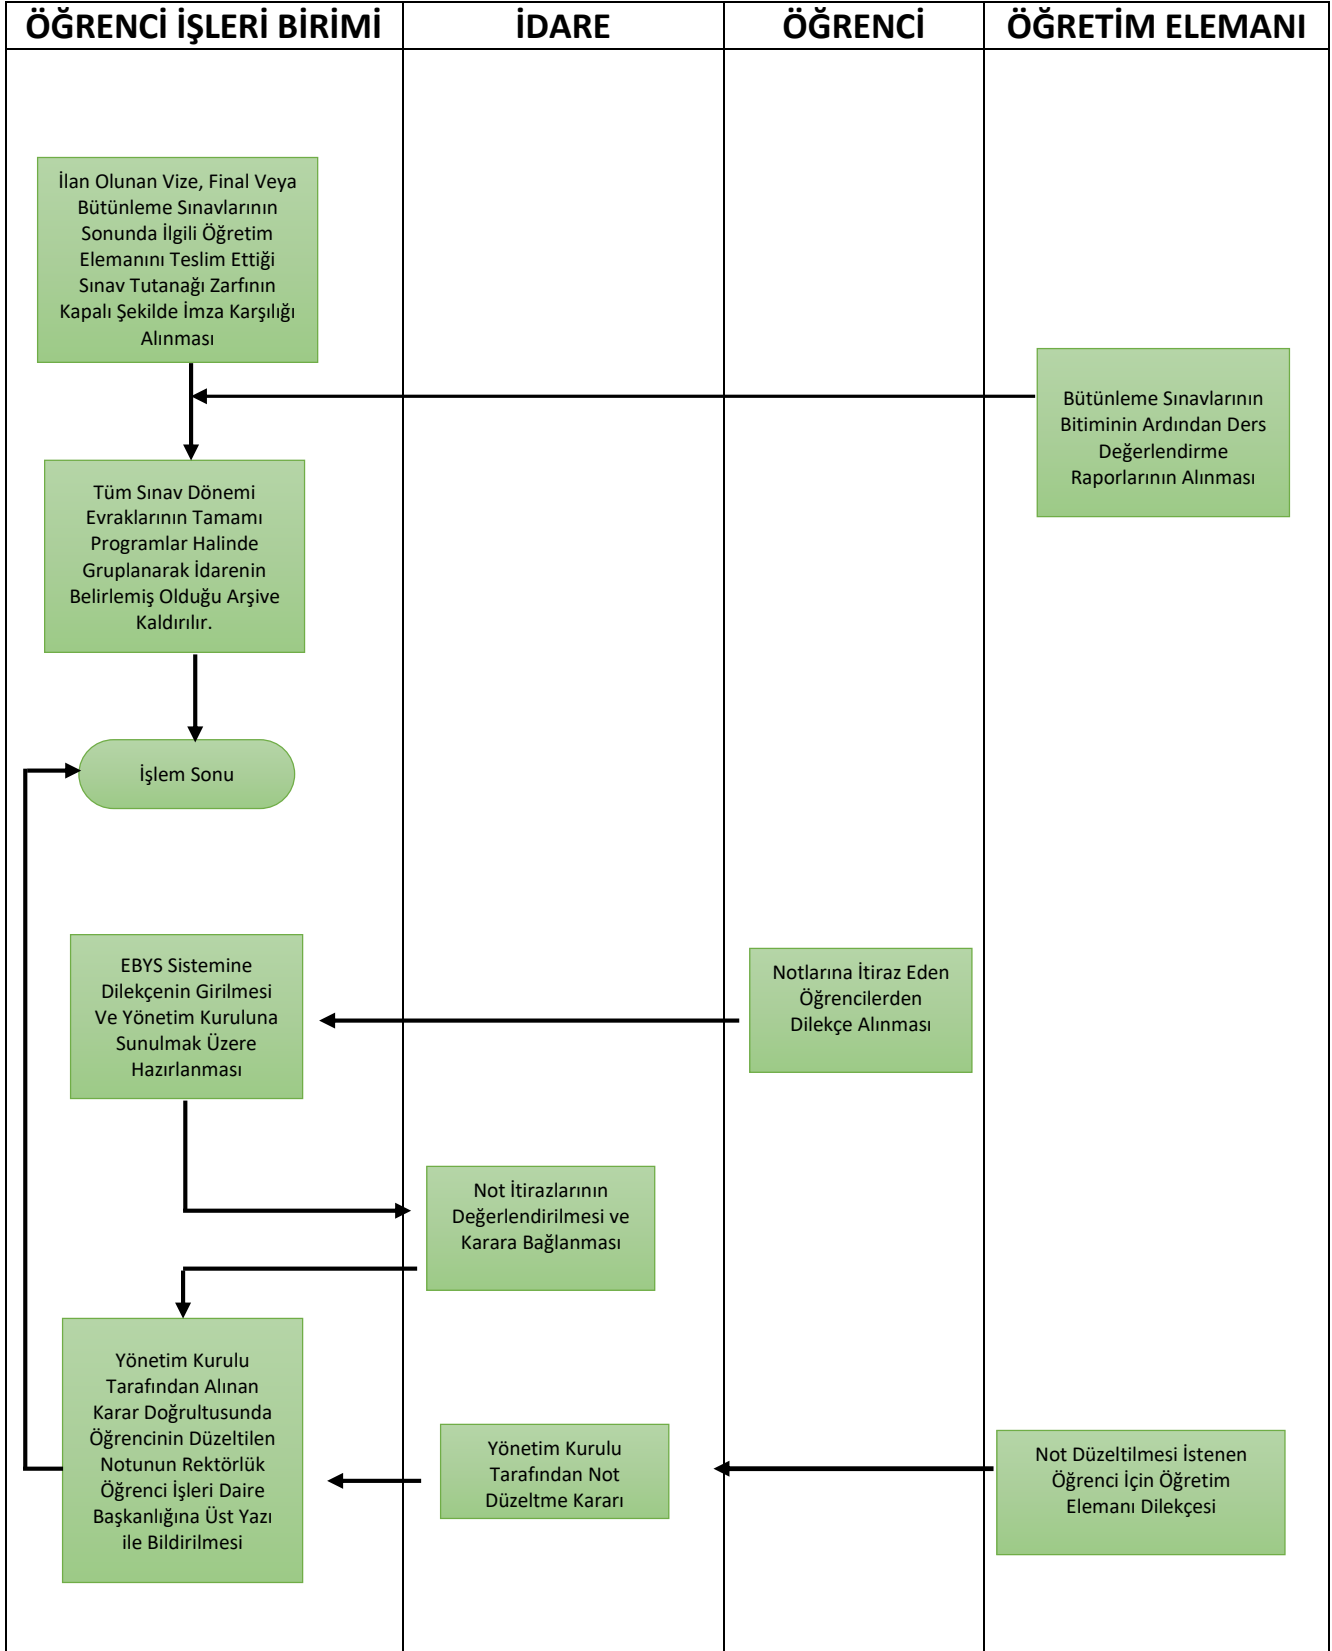 ÖĞRENCİ İŞLERİ BİRİMİ
İDARE
ÖĞRENCİ
ÖĞRETİM ELEMANI
İlan Olunan Vize, Final Veya
Bütünleme Sınavlarının
Sonunda İlgili Öğretim
Elemanını Teslim Ettiği
Sınav Tutanağı Zarfının
Kapalı Şekilde İmza Karşılığı
Alınması
Bütünleme Sınavlarının
Bitiminin Ardından Ders
Değerlendirme
Raporlarının Alınması
Tüm Sınav Dönemi
Evraklarının Tamamı
Programlar Halinde
Gruplanarak İdarenin
Belirlemiş Olduğu Arşive
Kaldırılır.
İşlem Sonu
EBYS Sistemine
Dilekçenin Girilmesi
Ve Yönetim Kuruluna
Sunulmak Üzere
Hazırlanması
Notlarına İtiraz Eden
Öğrencilerden
Dilekçe Alınması
Not İtirazlarının
Değerlendirilmesi ve
Karara Bağlanması
Yönetim Kurulu
Tarafından Alınan
Karar Doğrultusunda
Öğrencinin Düzeltilen
Notunun Rektörlük
Öğrenci İşleri Daire
Başkanlığına Üst Yazı
ile Bildirilmesi
Yönetim Kurulu
Tarafından Not
Düzeltme Kararı
Not Düzeltilmesi İstenen
Öğrenci İçin Öğretim
Elemanı Dilekçesi